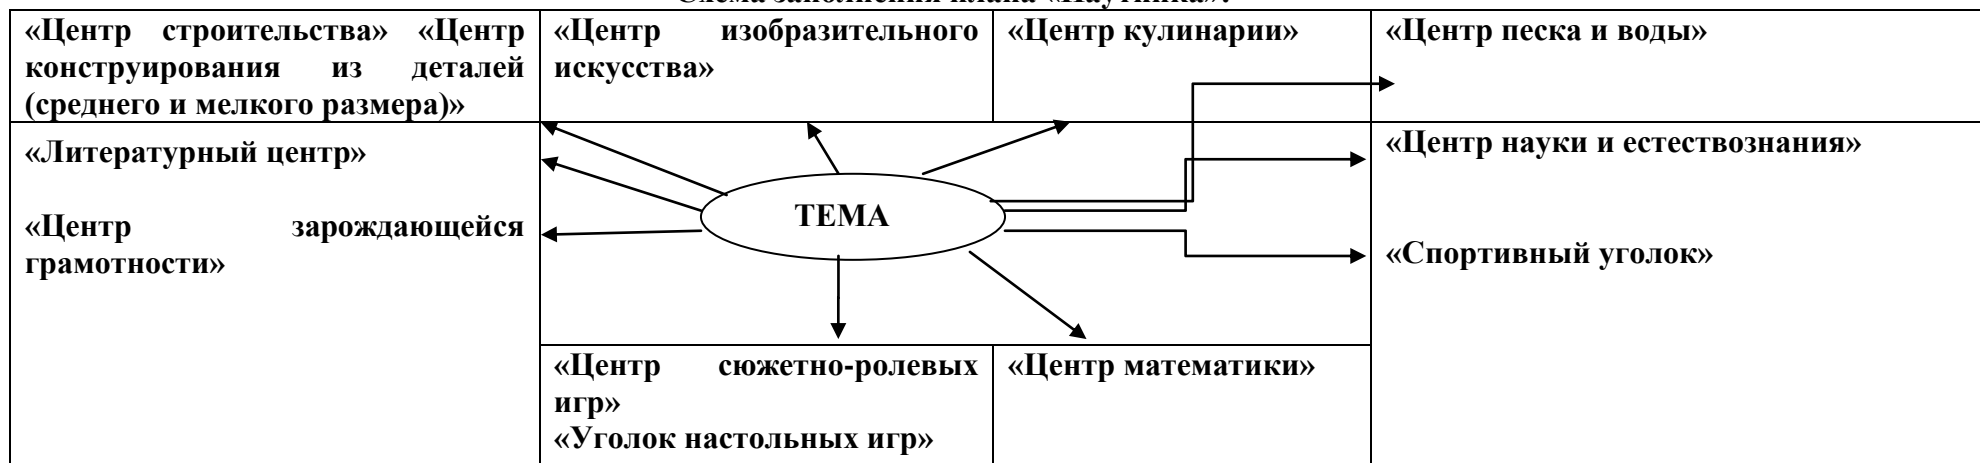 «Центр строительства» «Центр
конструирования из деталей
(среднего и мелкого размера)»
«Центр изобразительного
искусства»
«Центр кулинарии»
«Центр песка и воды»
«Литературный центр»
«Центр зарождающейся
грамотности»
ТЕМА
«Центр науки и естествознания»
«Спортивный уголок»
«Центр сюжетно-ролевых
игр»
«Уголок настольных игр»
«Центр математики»